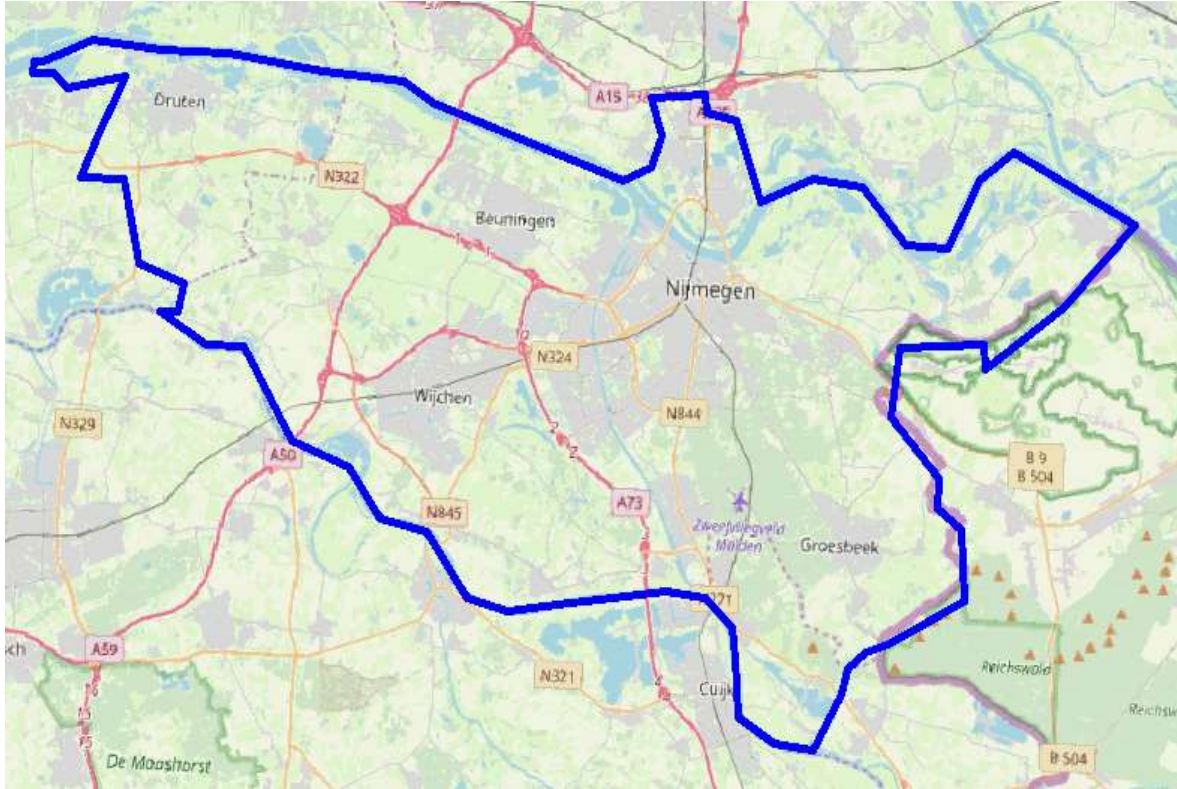 A15
38
Druten
N322
Beuningen
Nijmegen
N324
Wijchen
N329
N844
A50
B 9
B 504
N845
A73
Zweefvliegveld
Malden
Groesbeek
A59
N321
Cuijk
Reichswald
De Maashorst
B 504